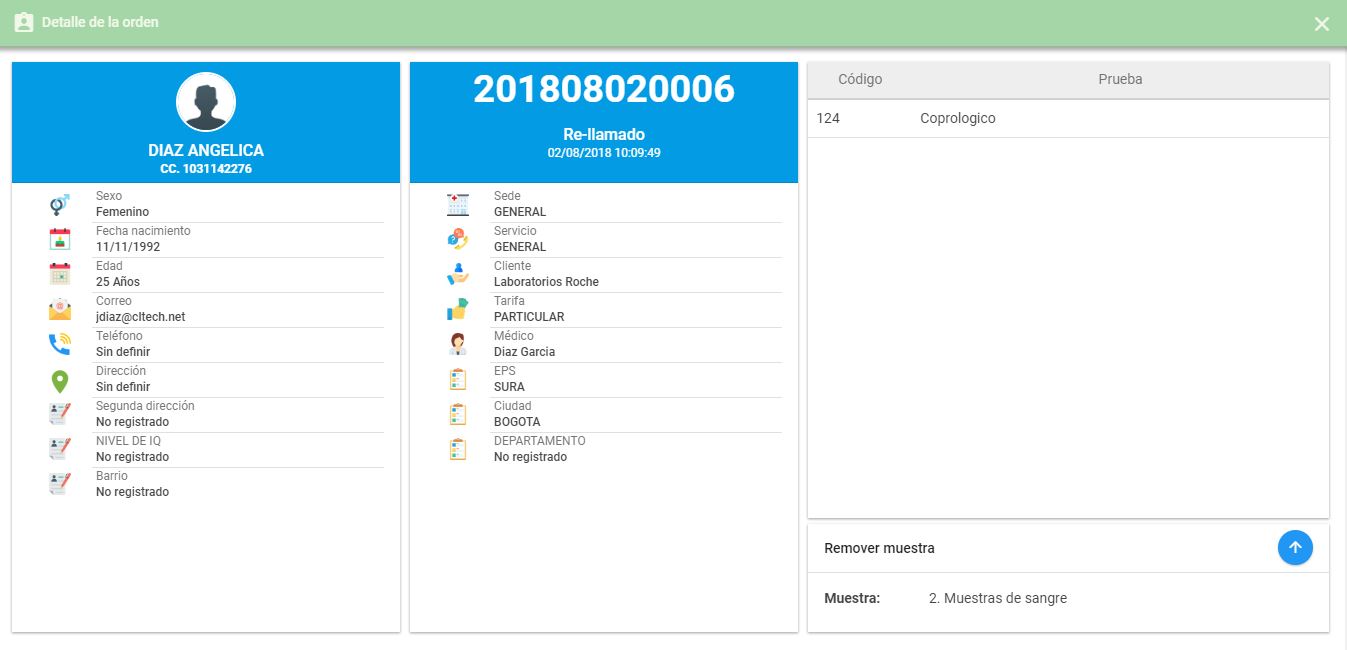 Detalle de la orden
DIAZ ANGELICA
CC. 1031142276
Sexo
Femenino
Fecha nacimiento
11/11/1992
Edad
25 Años
Correo
jdiaz@cltech.net
Teléfono
Sin definir
Dirección
Sin definir
Segunda dirección
No registrado
NIVEL DE IQ
No registrado
Barrio
No registrado
201808020006
Re-llamado
02/08/2018 10:09:49
Sede
GENERAL
Servicio
GENERAL
Cliente
Laboratorios Roche
Tarifa
PARTICULAR
Médico
Diaz Garcia
EPS
SURA
Ciudad
BOGOTA
DEPARTAMENTO
No registrado
Código Prueba
124 Coprologico
Remover muestra
Muestra: 2. Muestras de sangre